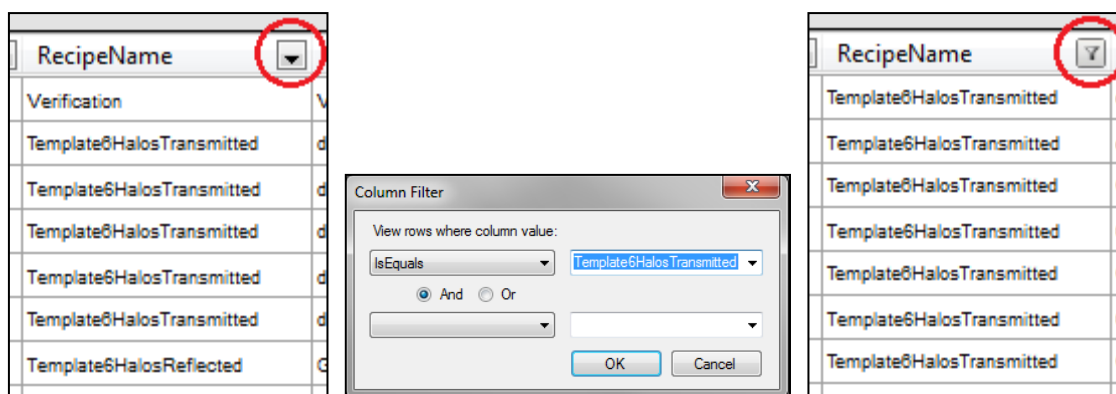 RecipeName
Verification
Template6HalosTransmitted
Template6HalosTransmitted
Template6HalosTransmitted
Template6HalosTransmitted
Template6HalosTransmitted
Template6HalosReflected
Column Filter
View rows where column value:
IsEquals Template6HalosTransmitted
And Or
OK Cancel
RecipeName
Template6HalosTransmitted
Template6HalosTransmitted
Template6HalosTransmitted
Template6HalosTransmitted
Template6HalosTransmitted
Template6HalosTransmitted
Template6HalosTransmitted